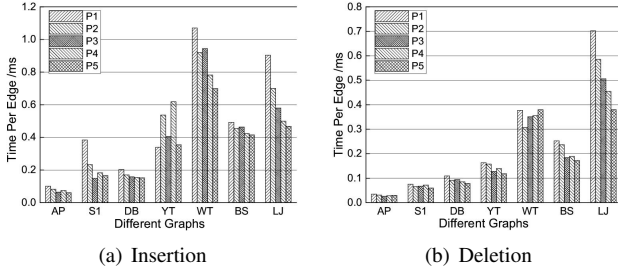 1.2
1.0
0.8
0.6
0.4
0.2
0.0
Time Per Edge /ms
P1
P2
P3
P4
P5
AP S1 DB YT WT BS LJ
Different Graphs
(a) Insertion
0.8
0.7
0.6
0.5
0.4
0.3
0.2
0.1
0.0
Time Per Edge /ms
P1
P2
P3
P4
P5
AP S1 DB YT WT BS LJ
Different Graphs
(b) Deletion